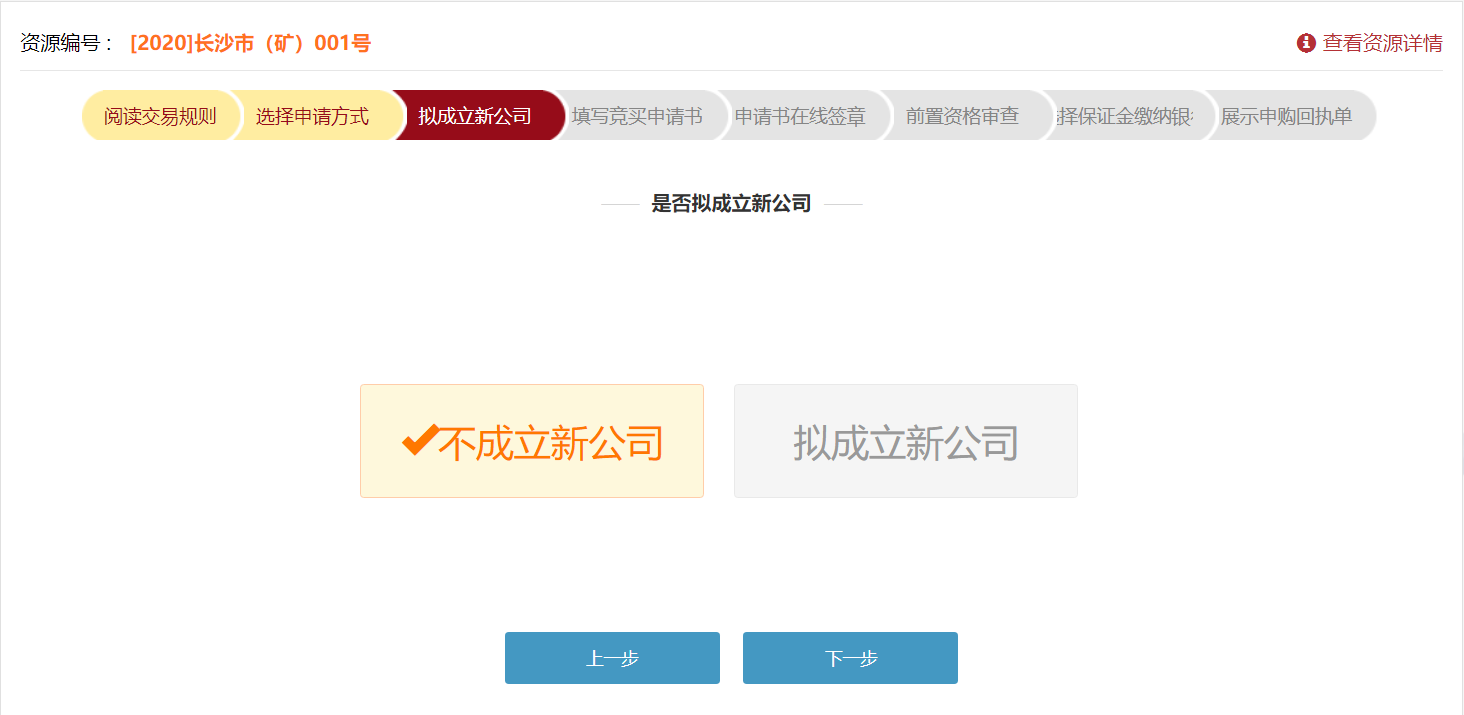 资源编号： [2020]长沙市（矿）001号 查看资源详情
阅读交易规则 选择申请方式 拟成立新公司 填写竞买申请书 申请书在线签章 前置资格审查 择保证金缴纳银 展示申购回执单
是否拟成立新公司
不成立新公司 拟成立新公司
上一步 下一步